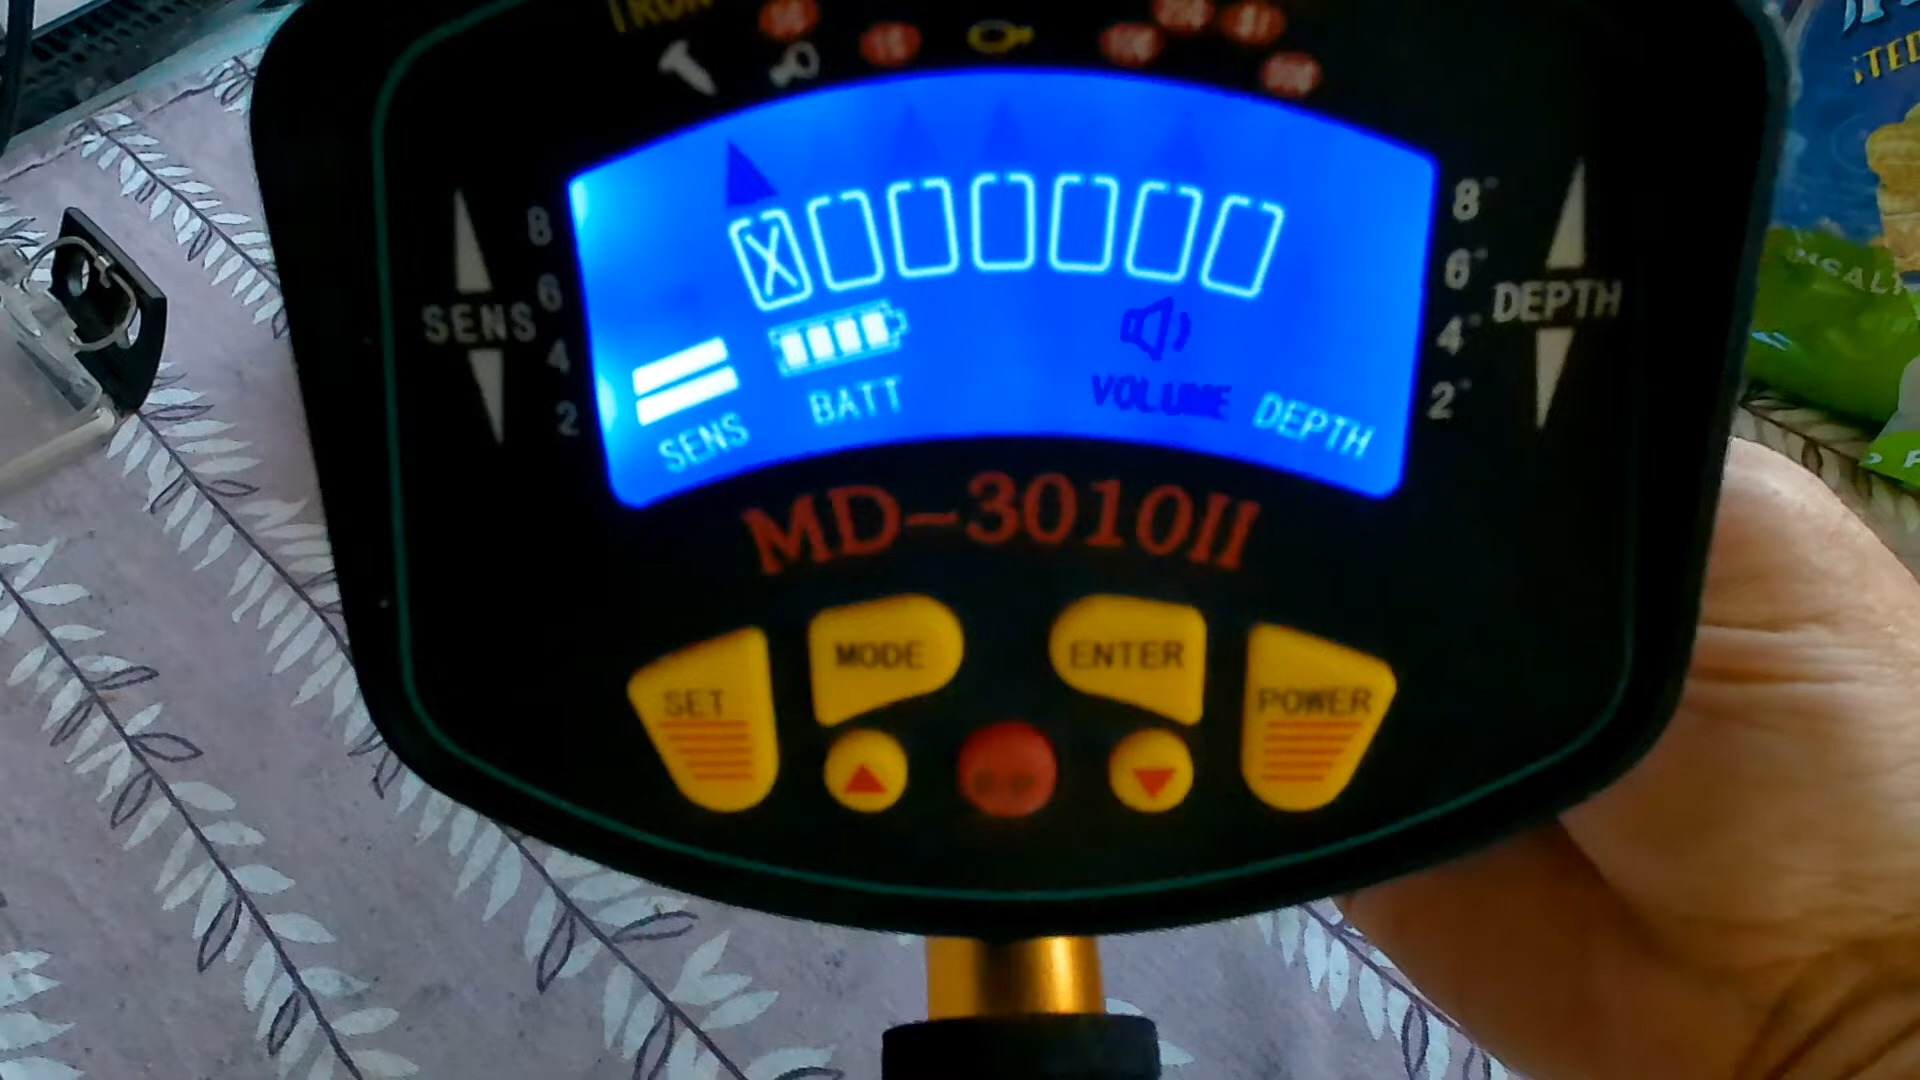 IRON
8
6
SENS
4
2
X
SENS
BATT
VOLUME
DEPTH
8"
6"
DEPTH
4"
2"
MD-3010II
SET
MODE
ENTER
POWER